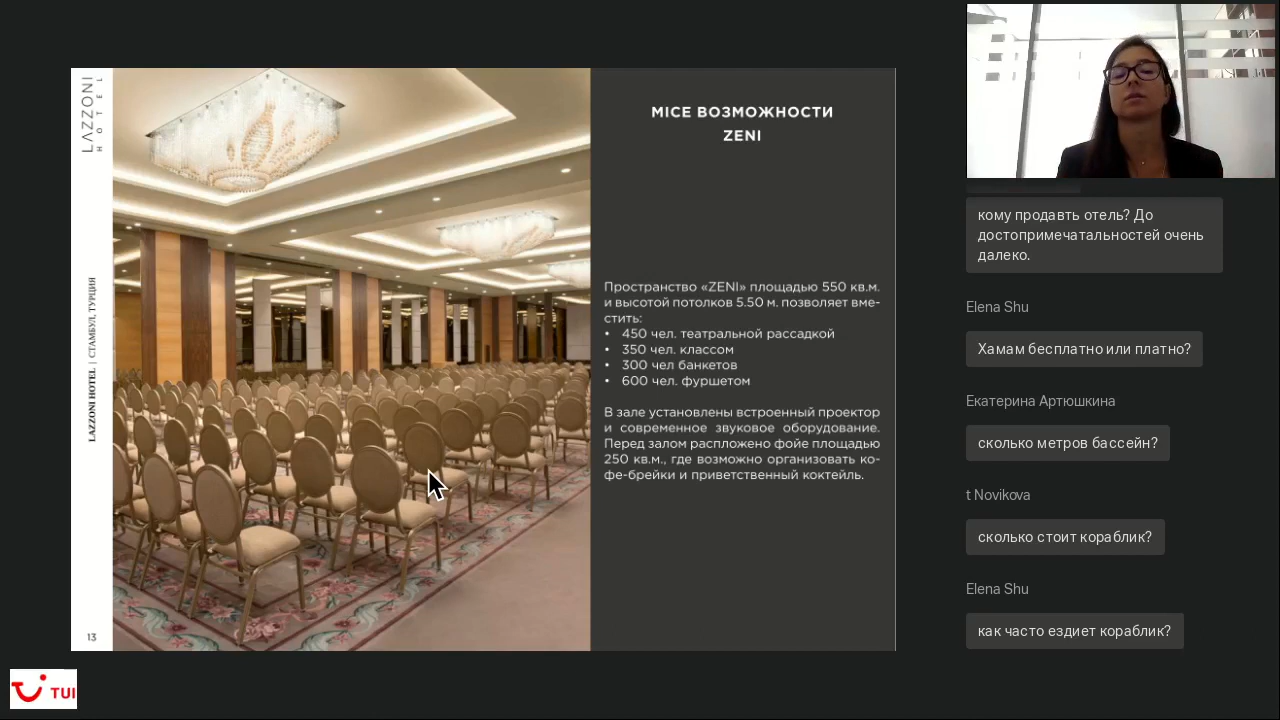 LAZZONI
HOTEL
LAZZONI HOTEL | СТАМБУЛ, ТУРЦИЯ
13
MICE ВОЗМОЖНОСТИ
ZENI
Пространство «ZENI» площадью 550 кв.м.
и высотой потолков 5.50 м. позволяет вме-
стить:
• 450 чел. театральной рассадкой
• 350 чел. классом
• 300 чел банкетов
• 600 чел. фуршетом
В зале установлены встроенный проектор
и современное звуковое оборудование.
Перед залом распложено фойе площадью
250 кв.м., где возможно организовать ко-
фе-брейки и приветственный коктейль.
TUI
кому продавть отель? До
достопримечатальностей очень
далеко.
Elena Shu
Хамам бесплатно или платно?
Екатерина Артюшкина
сколько метров бассейн?
t Novikova
сколько стоит кораблик?
Elena Shu
как часто ездиет кораблик?